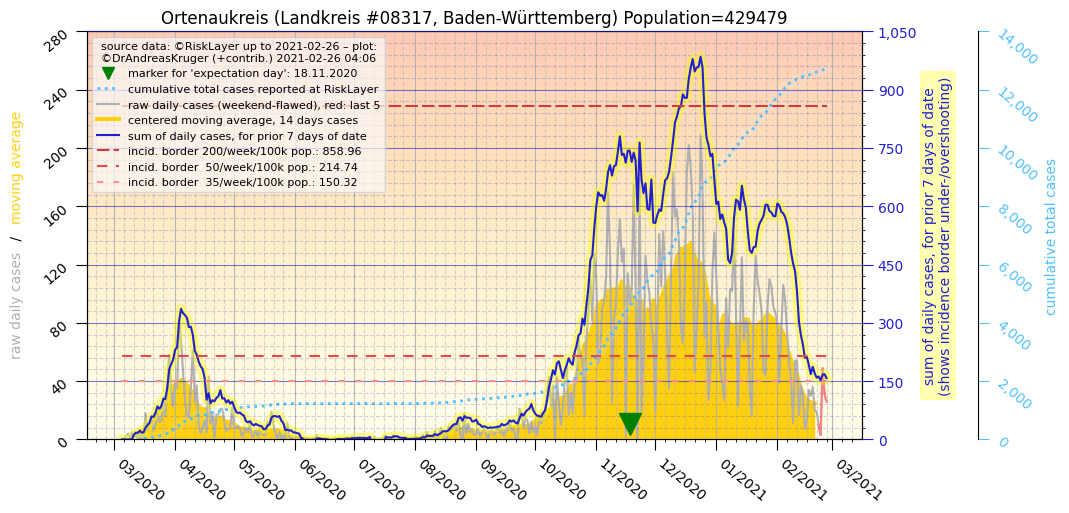 Ortenaukreis (Landkreis #08317, Baden-Württemberg) Population=429479
source data: ©RiskLayer up to 2021-02-26 – plot:
©DrAndreasKruger (+contrib.) 2021-02-26 04:06
marker for 'expectation day': 18.11.2020
cumulative total cases reported at RiskLayer
raw daily cases (weekend-flawed), red: last 5
centered moving average, 14 days cases
sum of daily cases, for prior 7 days of date
incid. border 200/week/100k pop.: 858.96
incid. border  50/week/100k pop.: 214.74
incid. border  35/week/100k pop.: 150.32
raw daily cases / moving average
280
240
200
160
120
80
40
0
03/2020
04/2020
05/2020
06/2020
07/2020
08/2020
09/2020
10/2020
11/2020
12/2020
01/2021
02/2021
03/2021
1,050
900
750
600
450
300
150
0
sum of daily cases, for prior 7 days of date
(shows incidence border under-/overshooting)
14,000
12,000
10,000
8,000
6,000
4,000
2,000
0
cumulative total cases